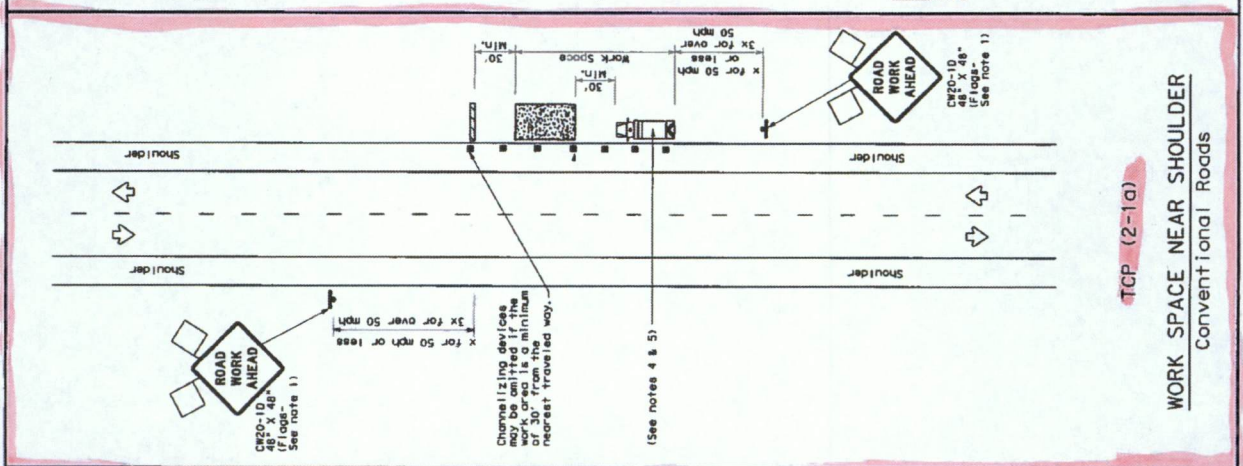 30'
Min.
Work Space
30'
Min.
x for 50 mph
or less
3x for over
50 mph
ROAD
WORK
AHEAD
CW20-1D
48" X 48"
(Flags-
See note 1)
Shoulder
Shoulder
Shoulder
Shoulder
ROAD
WORK
AHEAD
CW20-1D
48" X 48"
(Flags-
See note 1)
x for 50 mph or less
3x for over 50 mph
Channelizing devices
may be omitted if the
work area is a minimum
of 30' from the
nearest traveled way.
(See notes 4 & 5)
TCP (2-1a)
WORK SPACE NEAR SHOULDER
Conventional Roads